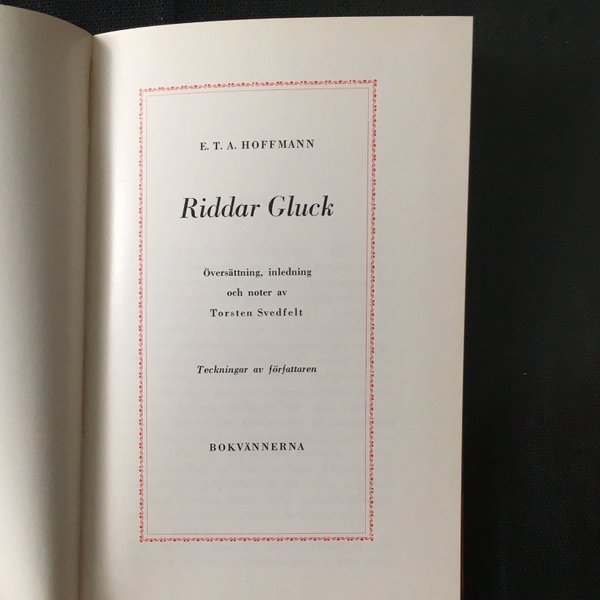 E. T. A. HOFFMANN
Riddar Gluck
Översättning, inledning
och noter av
Torsten Svedfelt
Teckningar av författaren
BOKVÄNNERNA